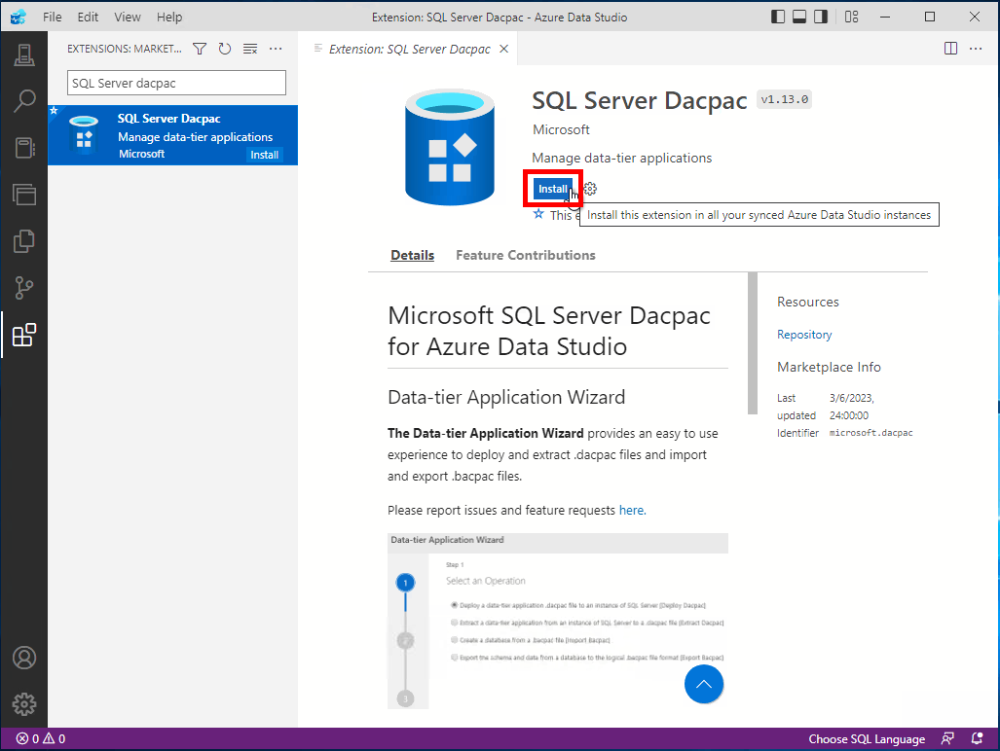 File Edit View Help
Extension: SQL Server Dacpac - Azure Data Studio
EXTENSIONS: MARKET...
SQL Server dacpac
SQL Server Dacpac
Manage data-tier applications
Microsoft
Install
Extension: SQL Server Dacpac
SQL Server Dacpac v1.13.0
Microsoft
Manage data-tier applications
Install
This e
Install this extension in all your synced Azure Data Studio instances
Details Feature Contributions
Microsoft SQL Server Dacpac
for Azure Data Studio
Data-tier Application Wizard
The Data-tier Application Wizard provides an easy to use
experience to deploy and extract .dacpac files and import
and export .bacpac files.
Please report issues and feature requests here.
Data-tier Application Wizard
Step 1
Select an Operation
1
Deploy a data-tier application .dacpac file to an instance of SQL Server [Deploy Dacpac]
Extract a data-tier application from an instance of SQL Server to a .dacpac file [Extract Dacpac]
2
Create a database from a .bacpac file [Import Bacpac]
Export the schema and data from a database to the logical .bacpac file format [Export Bacpac]
3
Resources
Repository
Marketplace Info
Last updated 3/6/2023, 24:00:00
Identifier microsoft.dacpac
0 0
Choose SQL Language